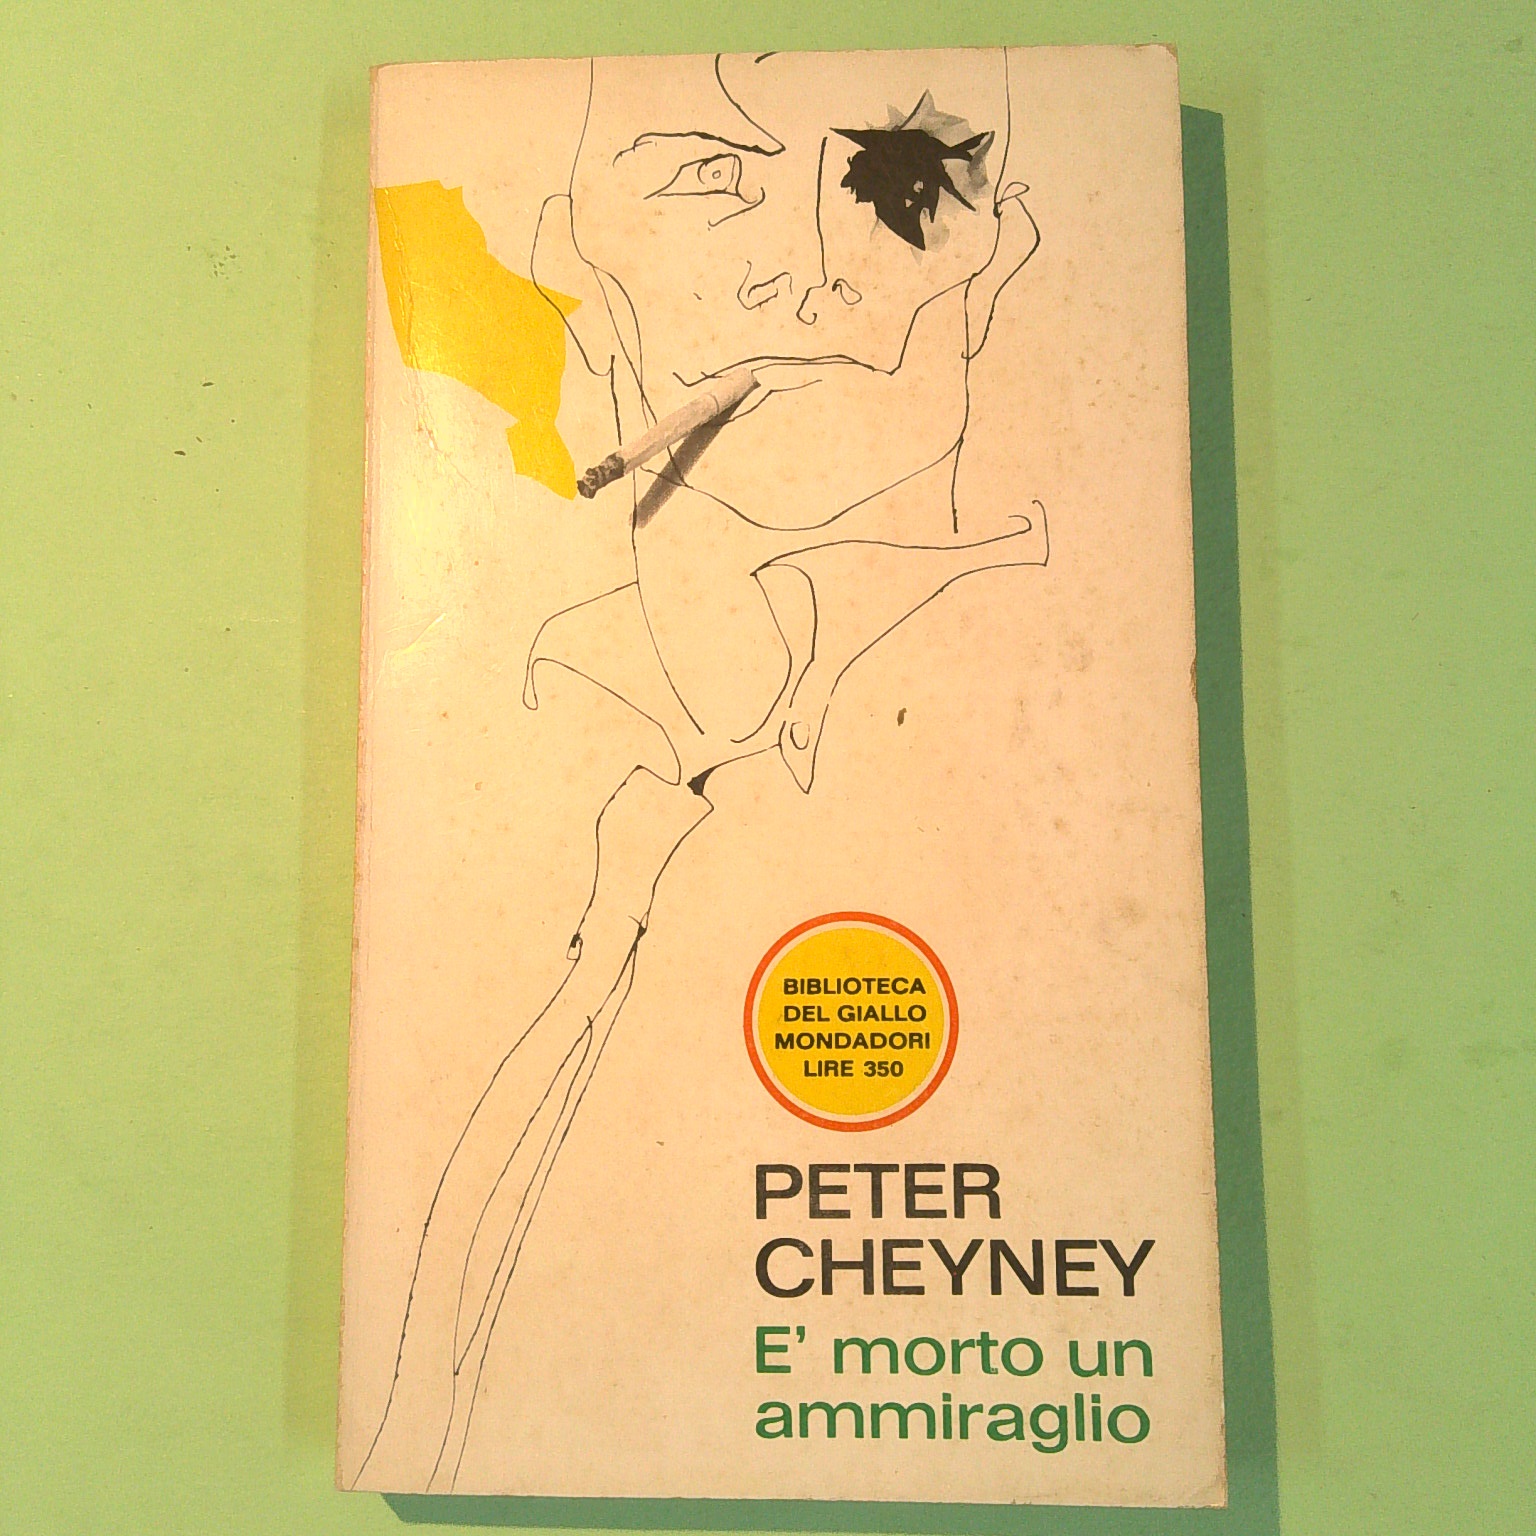 BIBLIOTECA
DEL GIALLO
MONDADORI
LIRE 350
PETER
CHEYNEY
E' morto un
ammiraglio